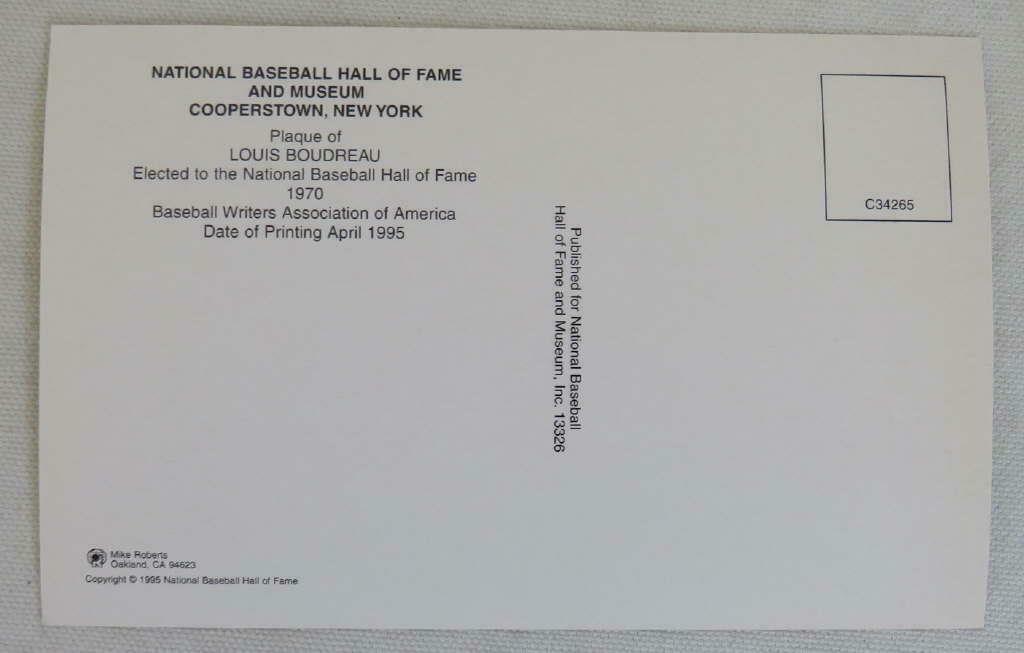 NATIONAL BASEBALL HALL OF FAME
AND MUSEUM
COOPERSTOWN, NEW YORK
Plaque of
LOUIS BOUDREAU
Elected to the National Baseball Hall of Fame
1970
Baseball Writers Association of America
Date of Printing April 1995
C34265
Published for National Baseball
Hall of Fame and Museum, Inc. 13326
Mike Roberts
Oakland, CA 94623
Copyright © 1995 National Baseball Hall of Fame